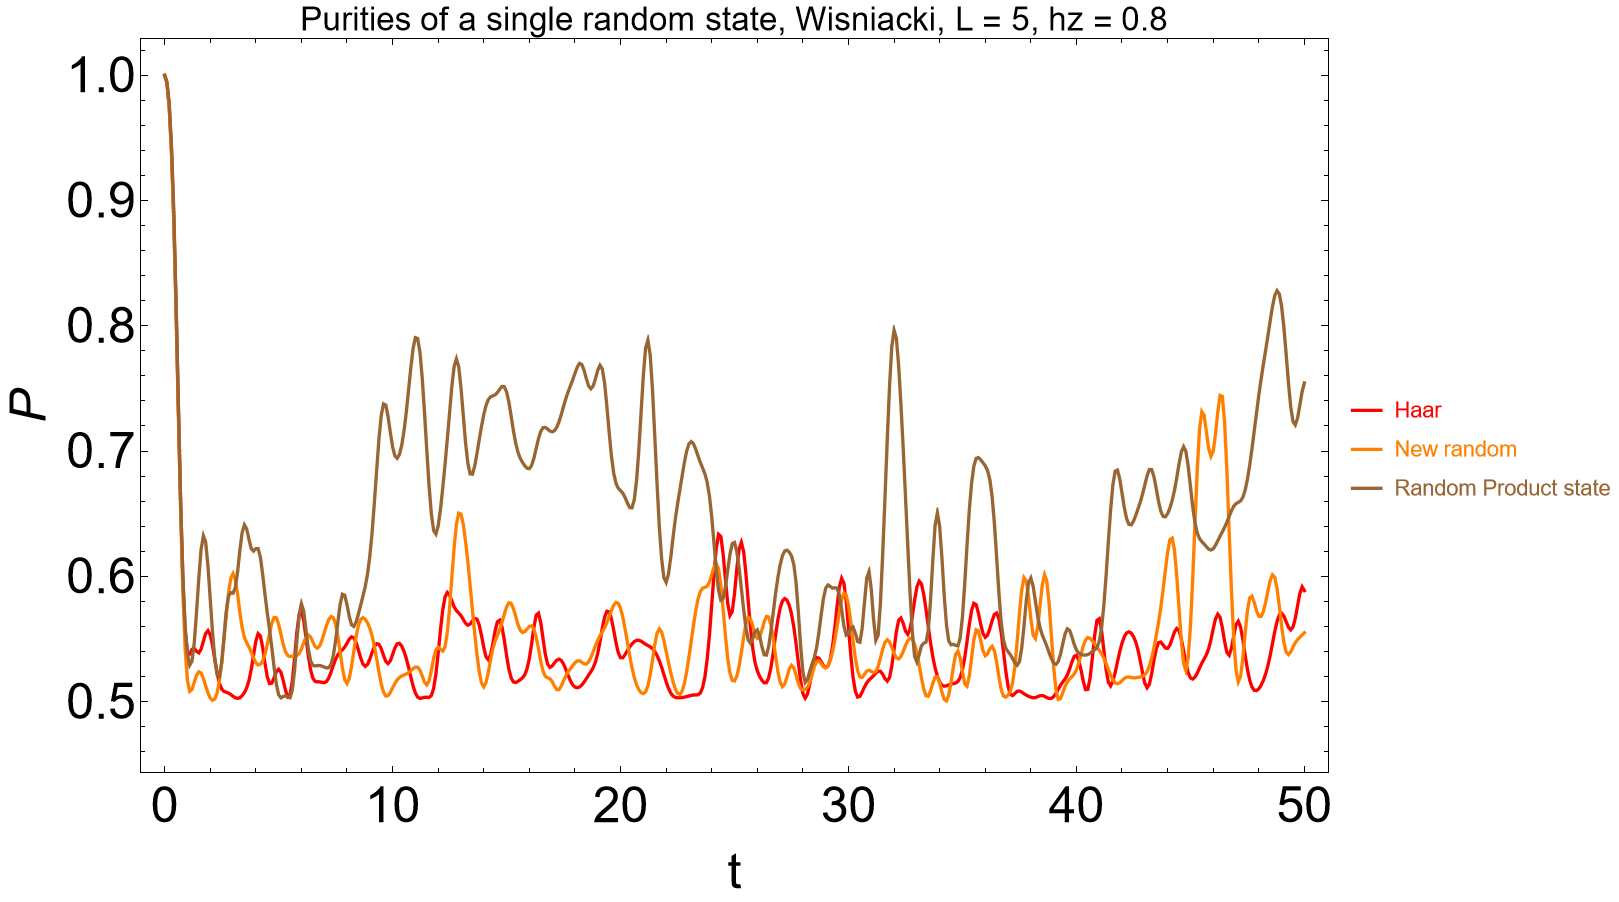 Purities of a single random state, Wisniacki, L = 5, hz = 0.8
1.0
0.9
0.8
0.7
0.6
0.5
P
0 10 20 30 40 50
t
Haar
New random
Random Product state